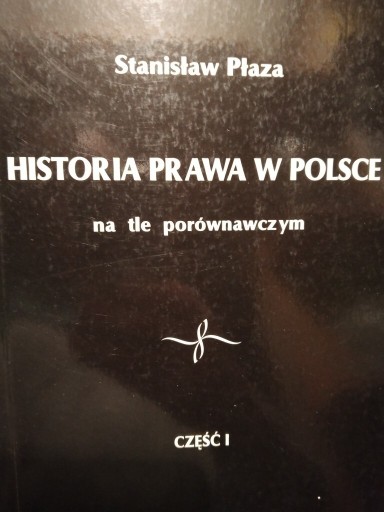 Stanisław Płaza
HISTORIA PRAWA W POLSCE
na tle porównawczym
CZĘŚĆ I